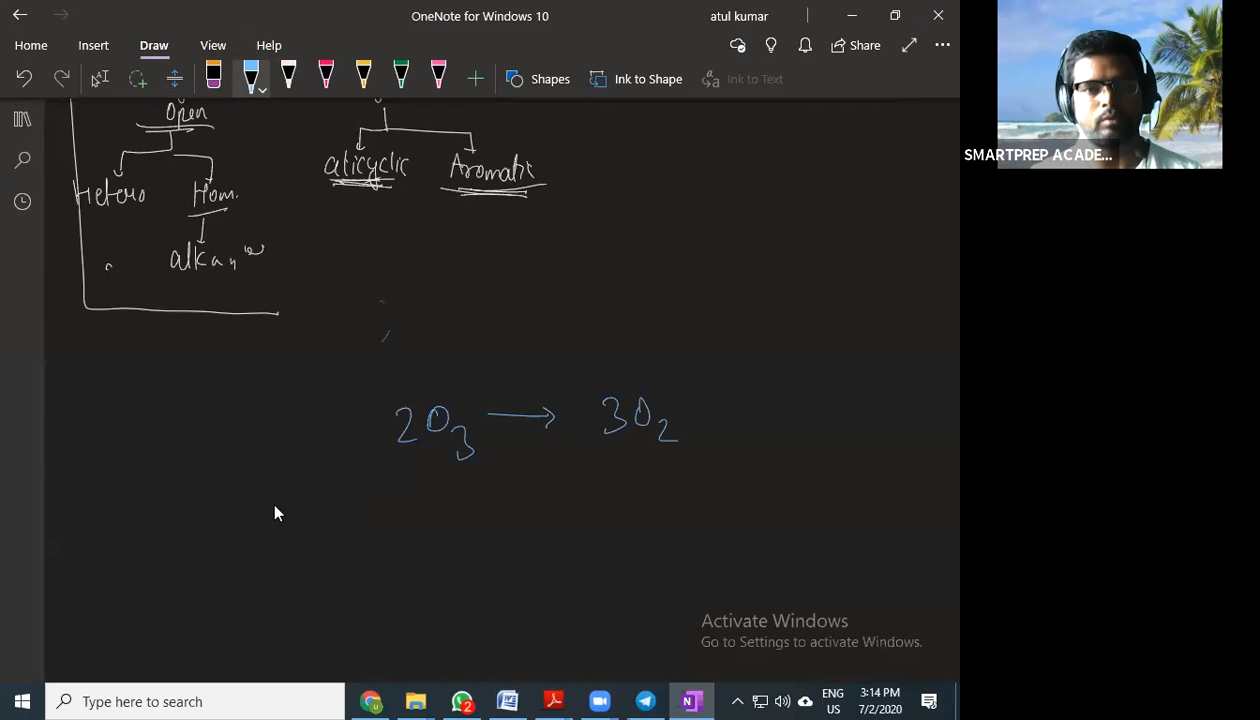 OneNote for Windows 10
atul kumar
Home Insert Draw View Help
Share
Shapes Ink to Shape Ink to Text
Open
alicyclic Aromatic
Hetero Hom.
alkan
2O3 → 3O2
SMARTPREP ACADE...
Activate Windows
Go to Settings to activate Windows.
Type here to search
2
ENG
US
3:14 PM
7/2/2020